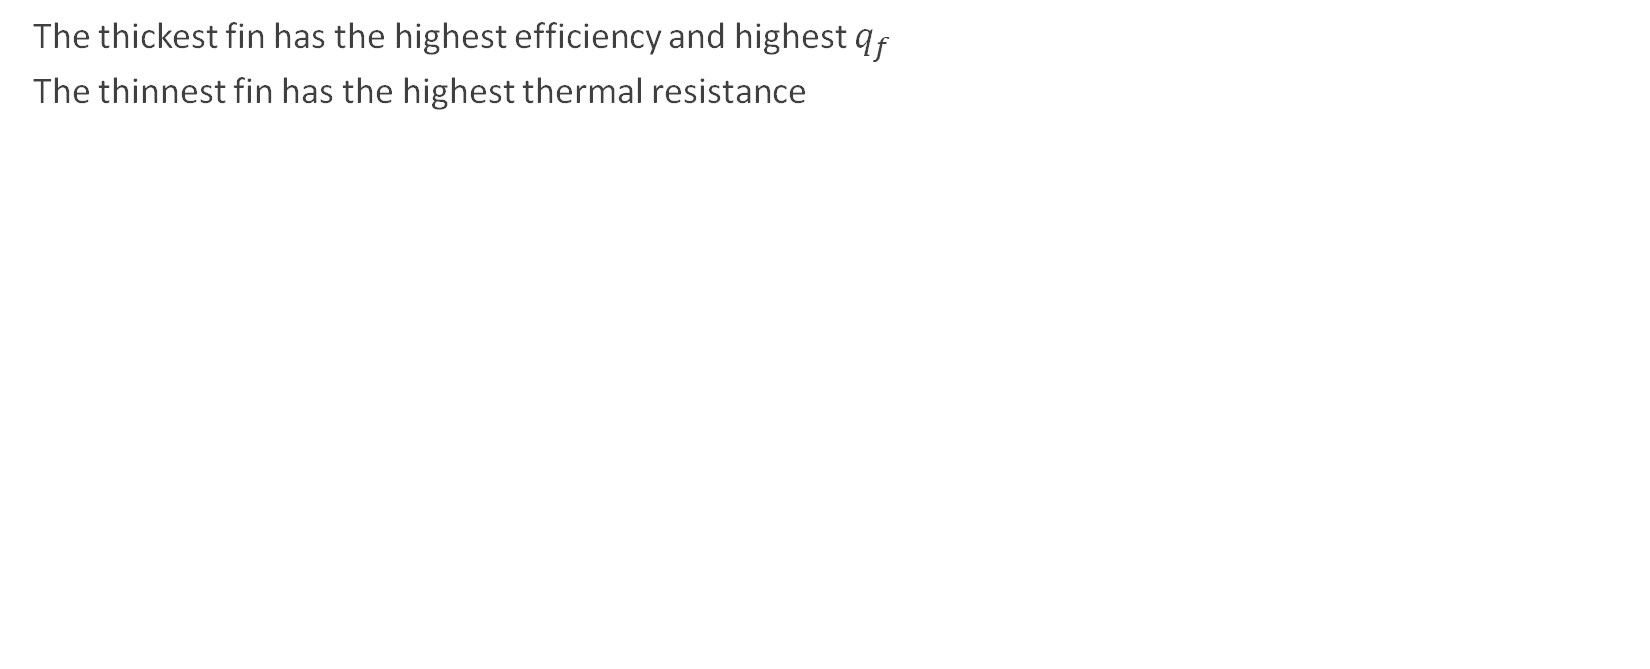 The thickest fin has the highest efficiency and highest q_f
The thinnest fin has the highest thermal resistance